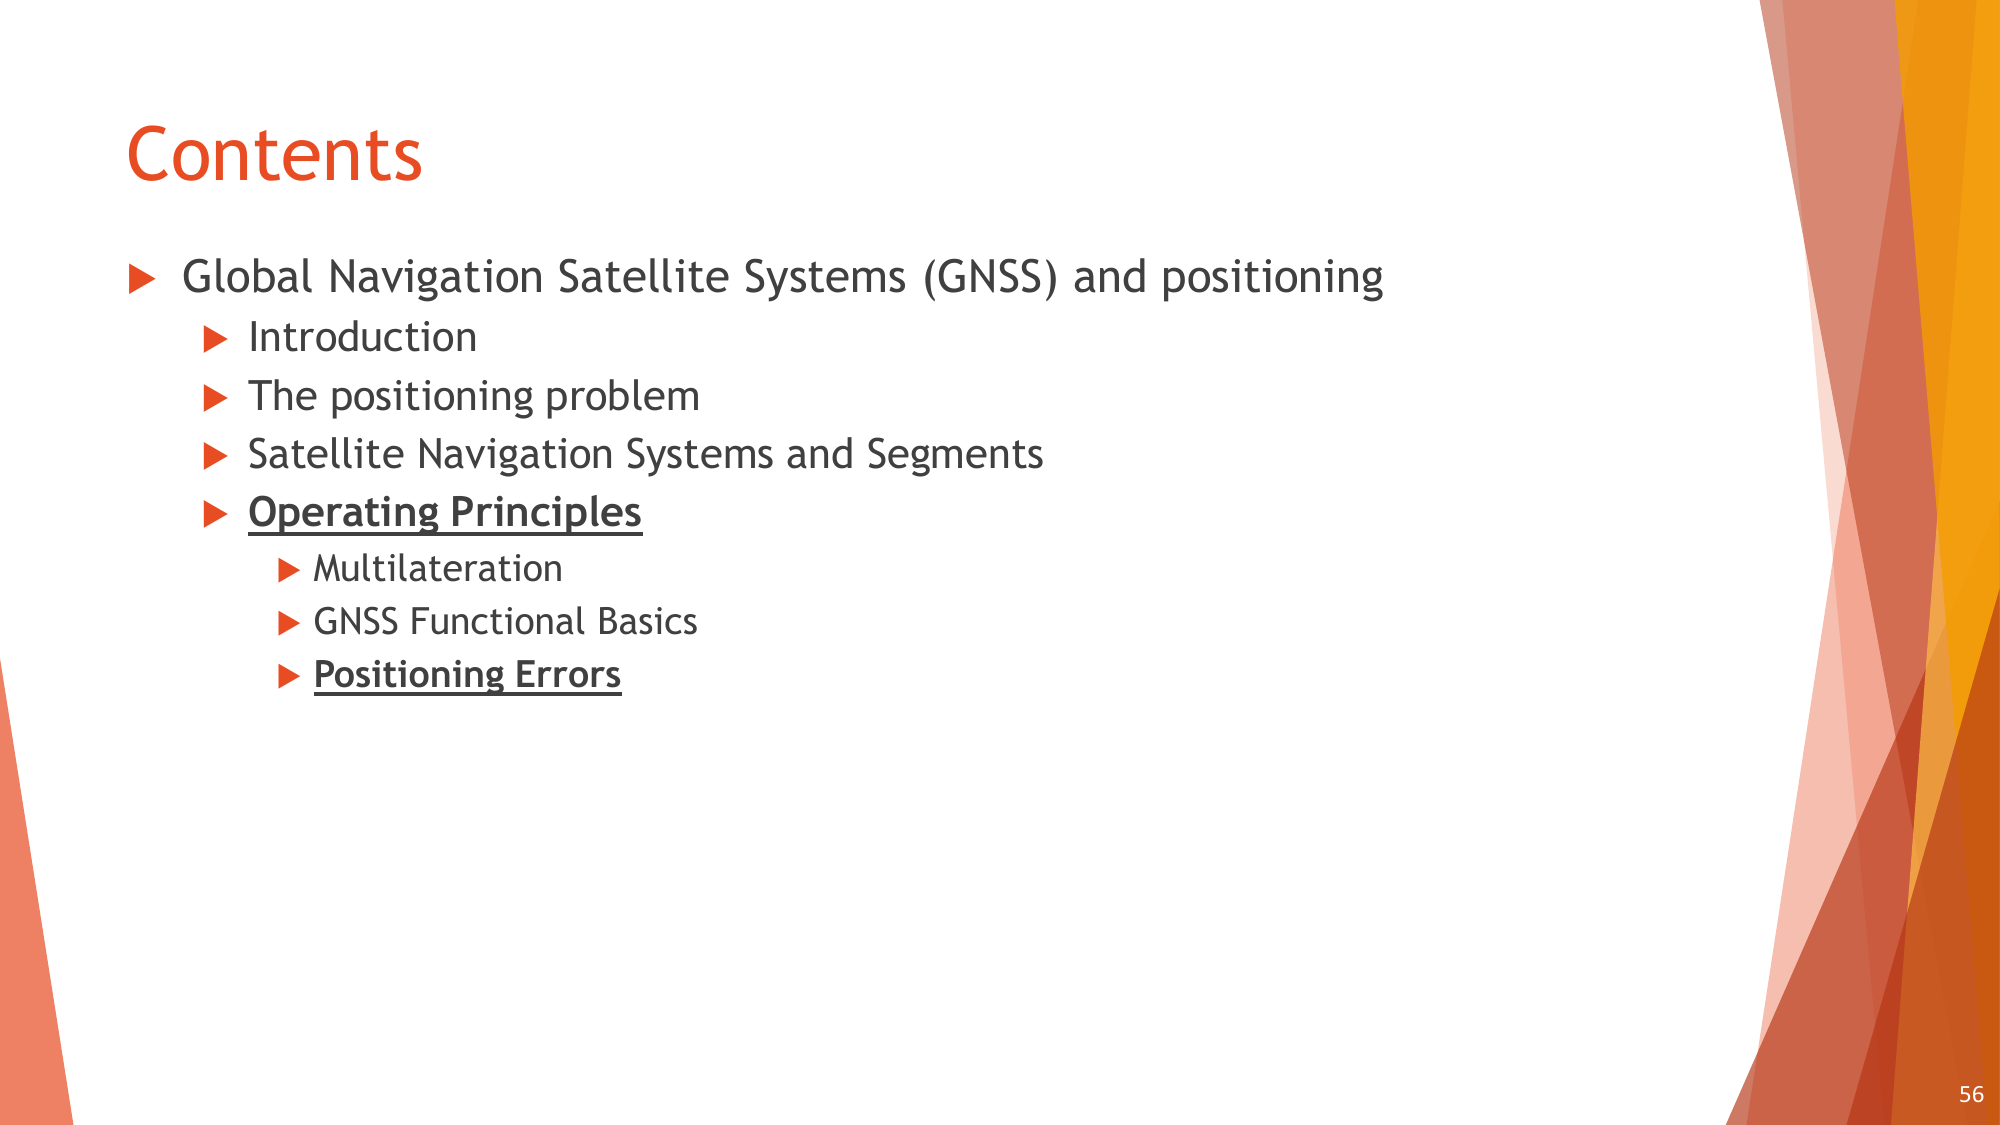 Contents
Global Navigation Satellite Systems (GNSS) and positioning
Introduction
The positioning problem
Satellite Navigation Systems and Segments
Operating Principles
Multilateration
GNSS Functional Basics
Positioning Errors
56